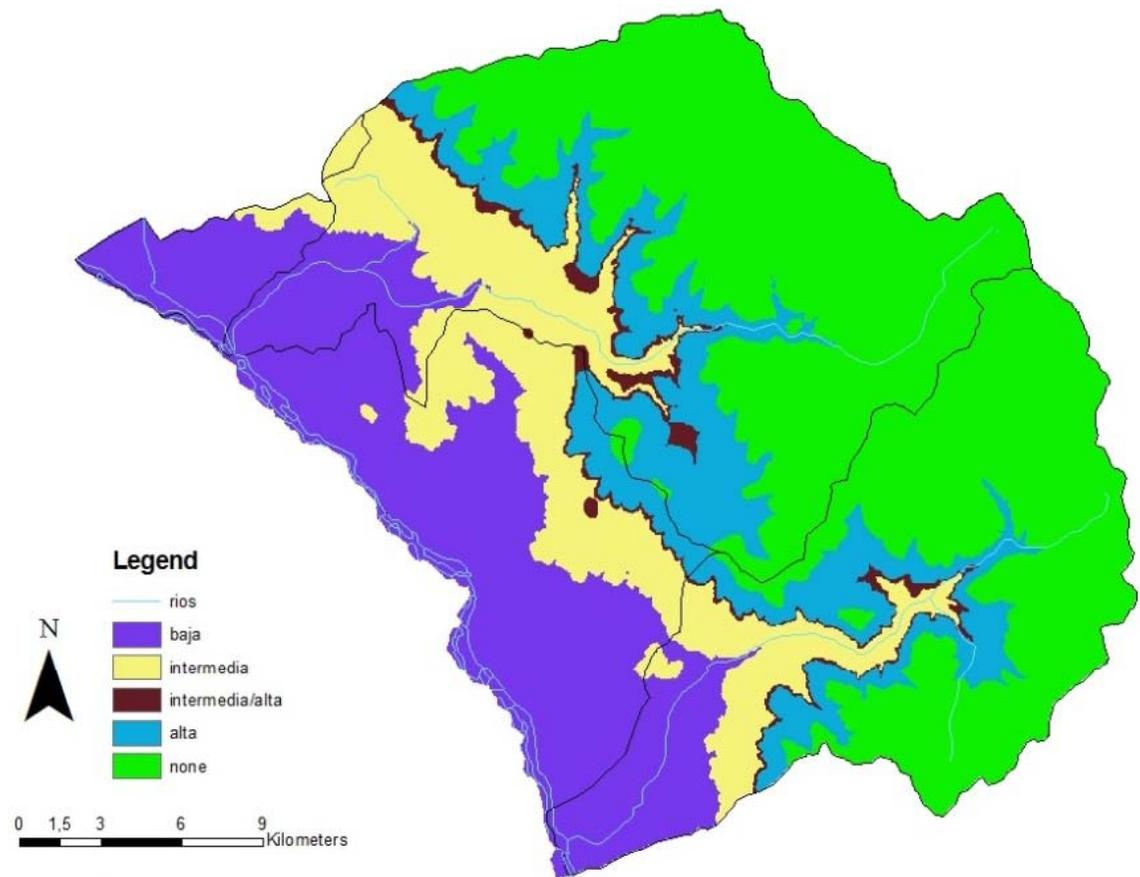 Legend
rios
baja
intermedia
intermedia/alta
alta
none
N
0 1,5 3 6 9
Kilometers